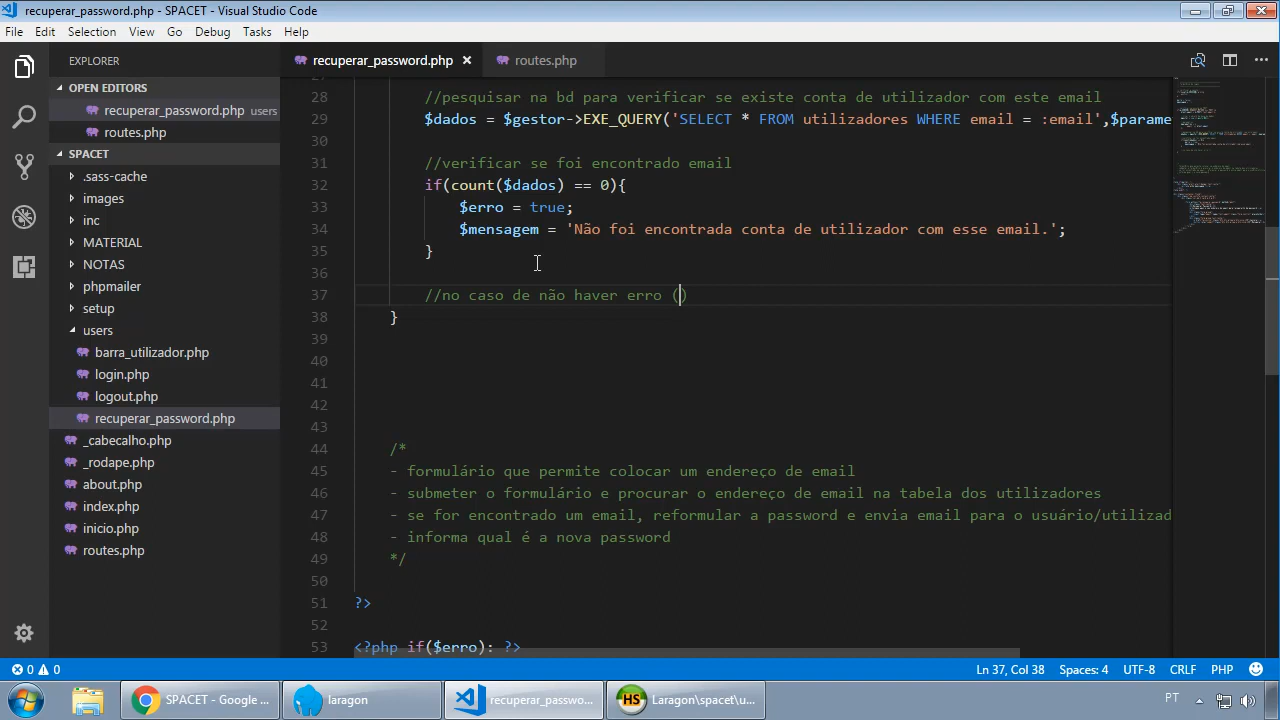 recuperar_password.php - SPACET - Visual Studio Code
File Edit Selection View Go Debug Tasks Help
EXPLORER
recuperar_password.php
routes.php
OPEN EDITORS
recuperar_password.php users
routes.php
SPACET
.sass-cache
images
inc
MATERIAL
NOTAS
phpmailer
setup
users
barra_utilizador.php
login.php
logout.php
recuperar_password.php
_cabecalho.php
_rodape.php
about.php
index.php
inicio.php
routes.php
28 //pesquisar na bd para verificar se existe conta de utilizador com este email
29 $dados = $gestor->EXE_QUERY('SELECT * FROM utilizadores WHERE email = :email',$parame
30
31 //verificar se foi encontrado email
32 if(count($dados) == 0){
33 $erro = true;
34 $mensagem = 'Não foi encontrada conta de utilizador com esse email.';
35 }
36
37 //no caso de não haver erro ()
38 }
39
40
41
42
43
44 /*
45 - formulário que permite colocar um endereço de email
46 - submeter o formulário e procurar o endereço de email na tabela dos utilizadores
47 - se for encontrado um email, reformular a password e envia email para o usuário/utilizad
48 - informa qual é a nova password
49 */
50
51 ?>
52
53 <?php if($erro): ?>
0 0
Ln 37, Col 38 Spaces: 4 UTF-8 CRLF PHP
SPACET - Google ...
laragon
recuperar_passwo...
HS Laragon\spacet\u...
PT